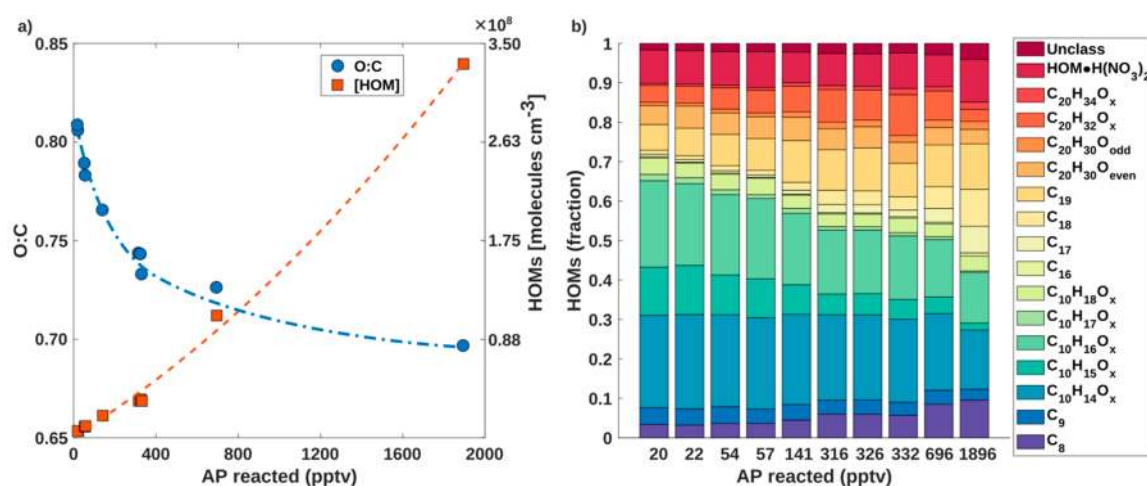 a)
×10⁸
0.85
0.80
0.75
0.70
0.65
O:C
3.50
2.63
1.75
0.88
HOMs [molecules cm⁻³]
O:C
[HOM]
0 400 800 1200 1600 2000
AP reacted (pptv)
b)
1
0.9
0.8
0.7
0.6
0.5
0.4
0.3
0.2
0.1
0
HOMs (fraction)
20 22 54 57 141 316 326 332 696 1896
AP reacted (pptv)
Unclass
HOM•H(NO₃)₂
C₂₀H₃₄Oₓ
C₂₀H₃₂Oₓ
C₂₀H₃₀O_odd
C₂₀H₃₀O_even
C₁₉
C₁₈
C₁₇
C₁₆
C₁₀H₁₈Oₓ
C₁₀H₁₇Oₓ
C₁₀H₁₆Oₓ
C₁₀H₁₅Oₓ
C₁₀H₁₄Oₓ
C₉
C₈